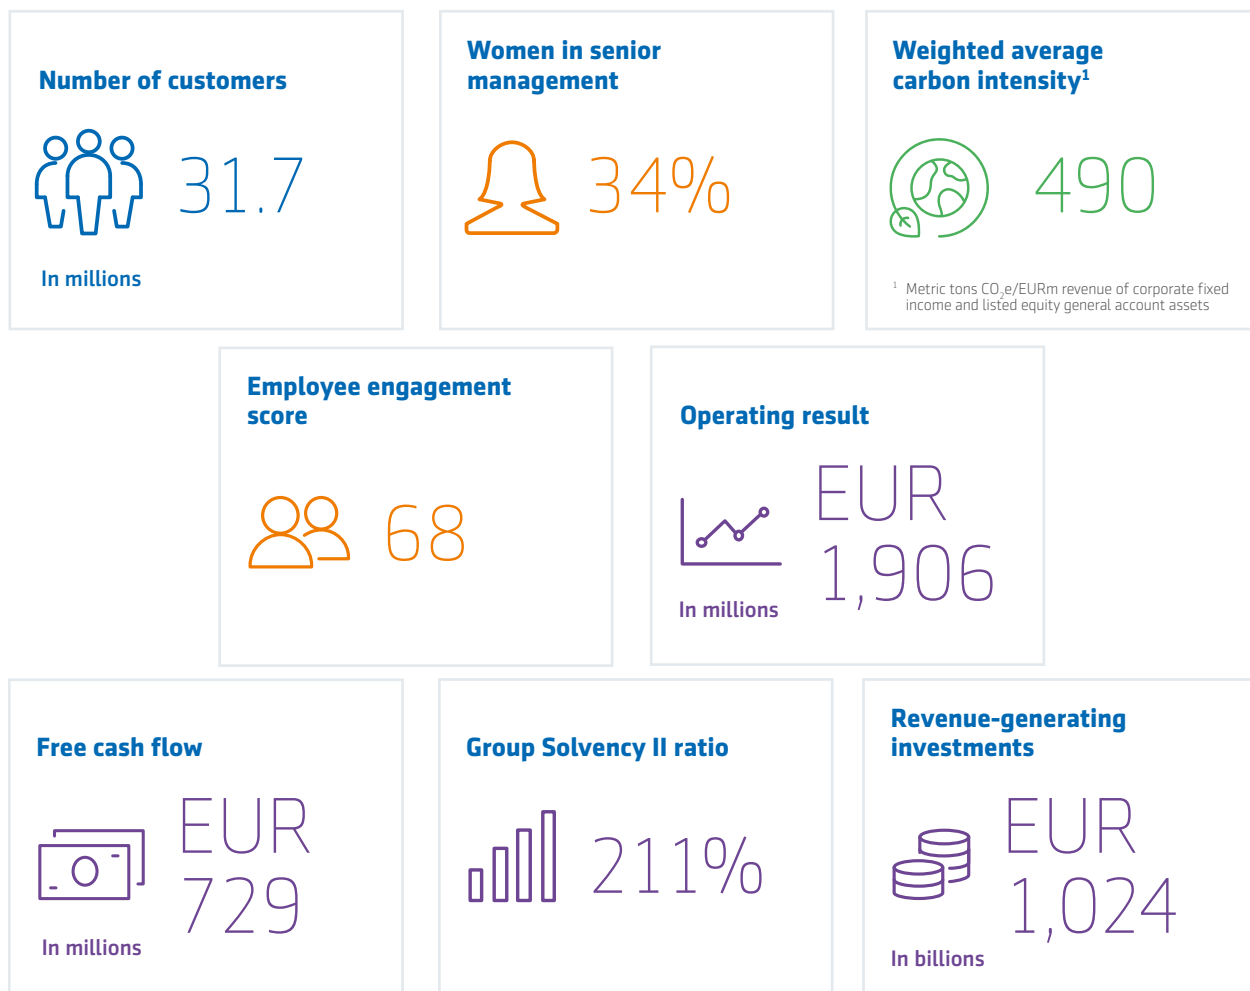 Number of customers
31.7
In millions
Women in senior
management
34%
Weighted average
carbon intensity¹
490
¹ Metric tons CO₂e/EURm revenue of corporate fixed
income and listed equity general account assets
Employee engagement
score
68
Operating result
EUR
1,906
In millions
Free cash flow
EUR
729
In millions
Group Solvency II ratio
211%
Revenue-generating
investments
EUR
1,024
In billions